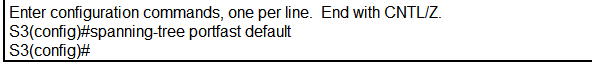 Enter configuration commands, one per line.  End with CNTL/Z.
S3(config)#spanning-tree portfast default
S3(config)#